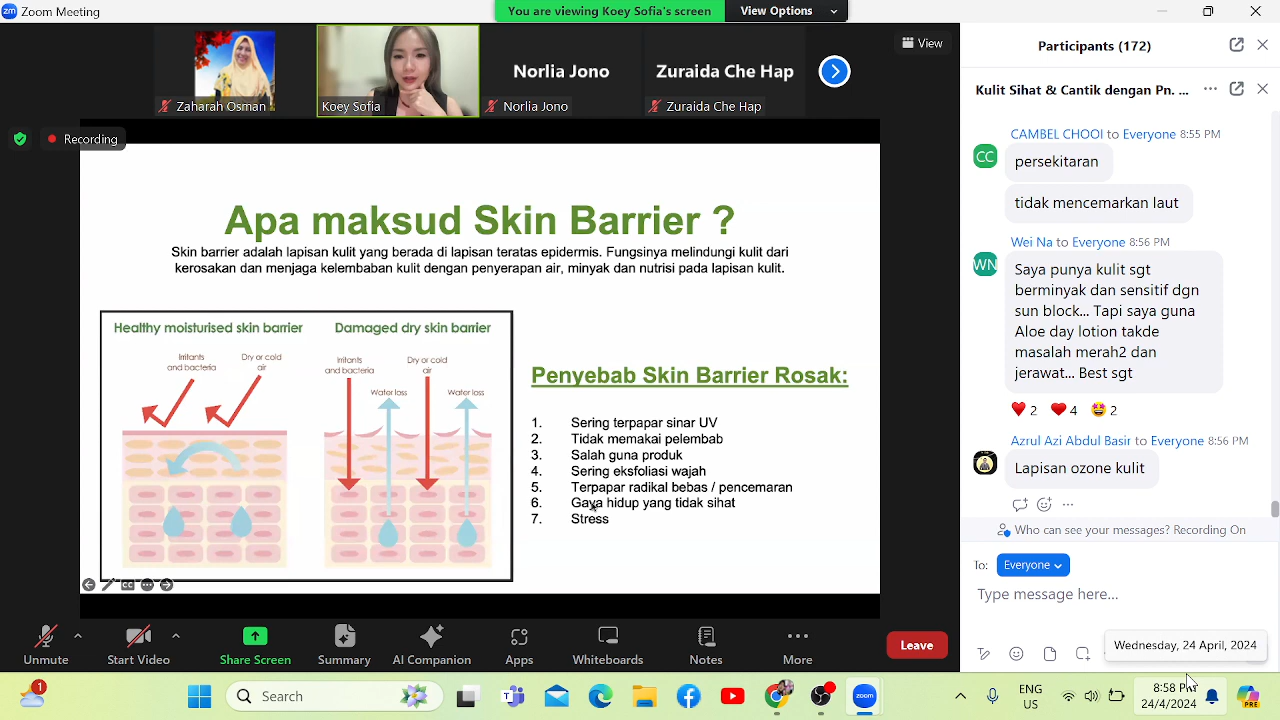 zm Zoom
You are viewing Koey Sofia's screen
View Options
View
Zaharah Osman
Koey Sofia
Norlia Jono
Norlia Jono
Zuraida Che Hap
Zuraida Che Hap
Recording
Apa maksud Skin Barrier ?
Skin barrier adalah lapisan kulit yang berada di lapisan teratas epidermis. Fungsinya melindungi kulit dari
kerosakan dan menjaga kelembaban kulit dengan penyerapan air, minyak dan nutrisi pada lapisan kulit.
Healthy moisturised skin barrier
Irritants
and bacteria
Dry or cold
air
Damaged dry skin barrier
Irritants
and bacteria
Dry or cold
air
Water loss
Water loss
Penyebab Skin Barrier Rosak:
1. Sering terpapar sinar UV
2. Tidak memakai pelembab
3. Salah guna produk
4. Sering eksfoliasi wajah
5. Terpapar radikal bebas / pencemaran
6. Gaya hidup yang tidak sihat
7. Stress
CC
Participants (172)
Kulit Sihat & Cantik dengan Pn. ...
CAMBEL CHOOI to Everyone 8:55 PM
CC
persekitaran
tidak mencermarkan laut
Wei Na to Everyone 8:56 PM
WN
Saya punya kulit sgt
berminyak dan sensitif dgn
sunblock... Tapi saya guna
Aloesun, lansung tak ada
masalah merah2 dan
jerawat... Best sgt
2
4
2
Azrul Azi Abdul Basir to Everyone 8:56 PM
Lapisan ozone kulit
Who can see your messages?
To: Everyone
Type message here...
Wednesday, 24 April, 2024
Unmute
Start Video
Share Screen
Summary
AI Companion
Apps
Whiteboards
Notes
More
Leave
1
Search
zoom
ENG
US
8:58 PM
24/4/2024
PRE